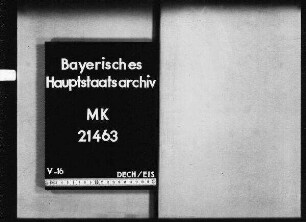 Bayerisches
Hauptstaatsarchiv
MK
21463
V-16
DECH/EIS